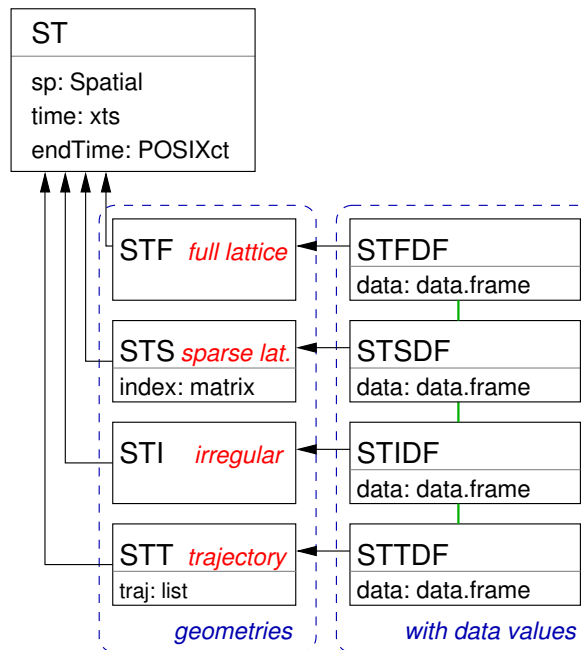 ST
sp: Spatial
time: xts
endTime: POSIXct
STF full lattice
STFDF
data: data.frame
STS sparse lat.
index: matrix
STSDF
data: data.frame
STI irregular
STIDF
data: data.frame
STT trajectory
traj: list
STTDF
data: data.frame
geometries
with data values